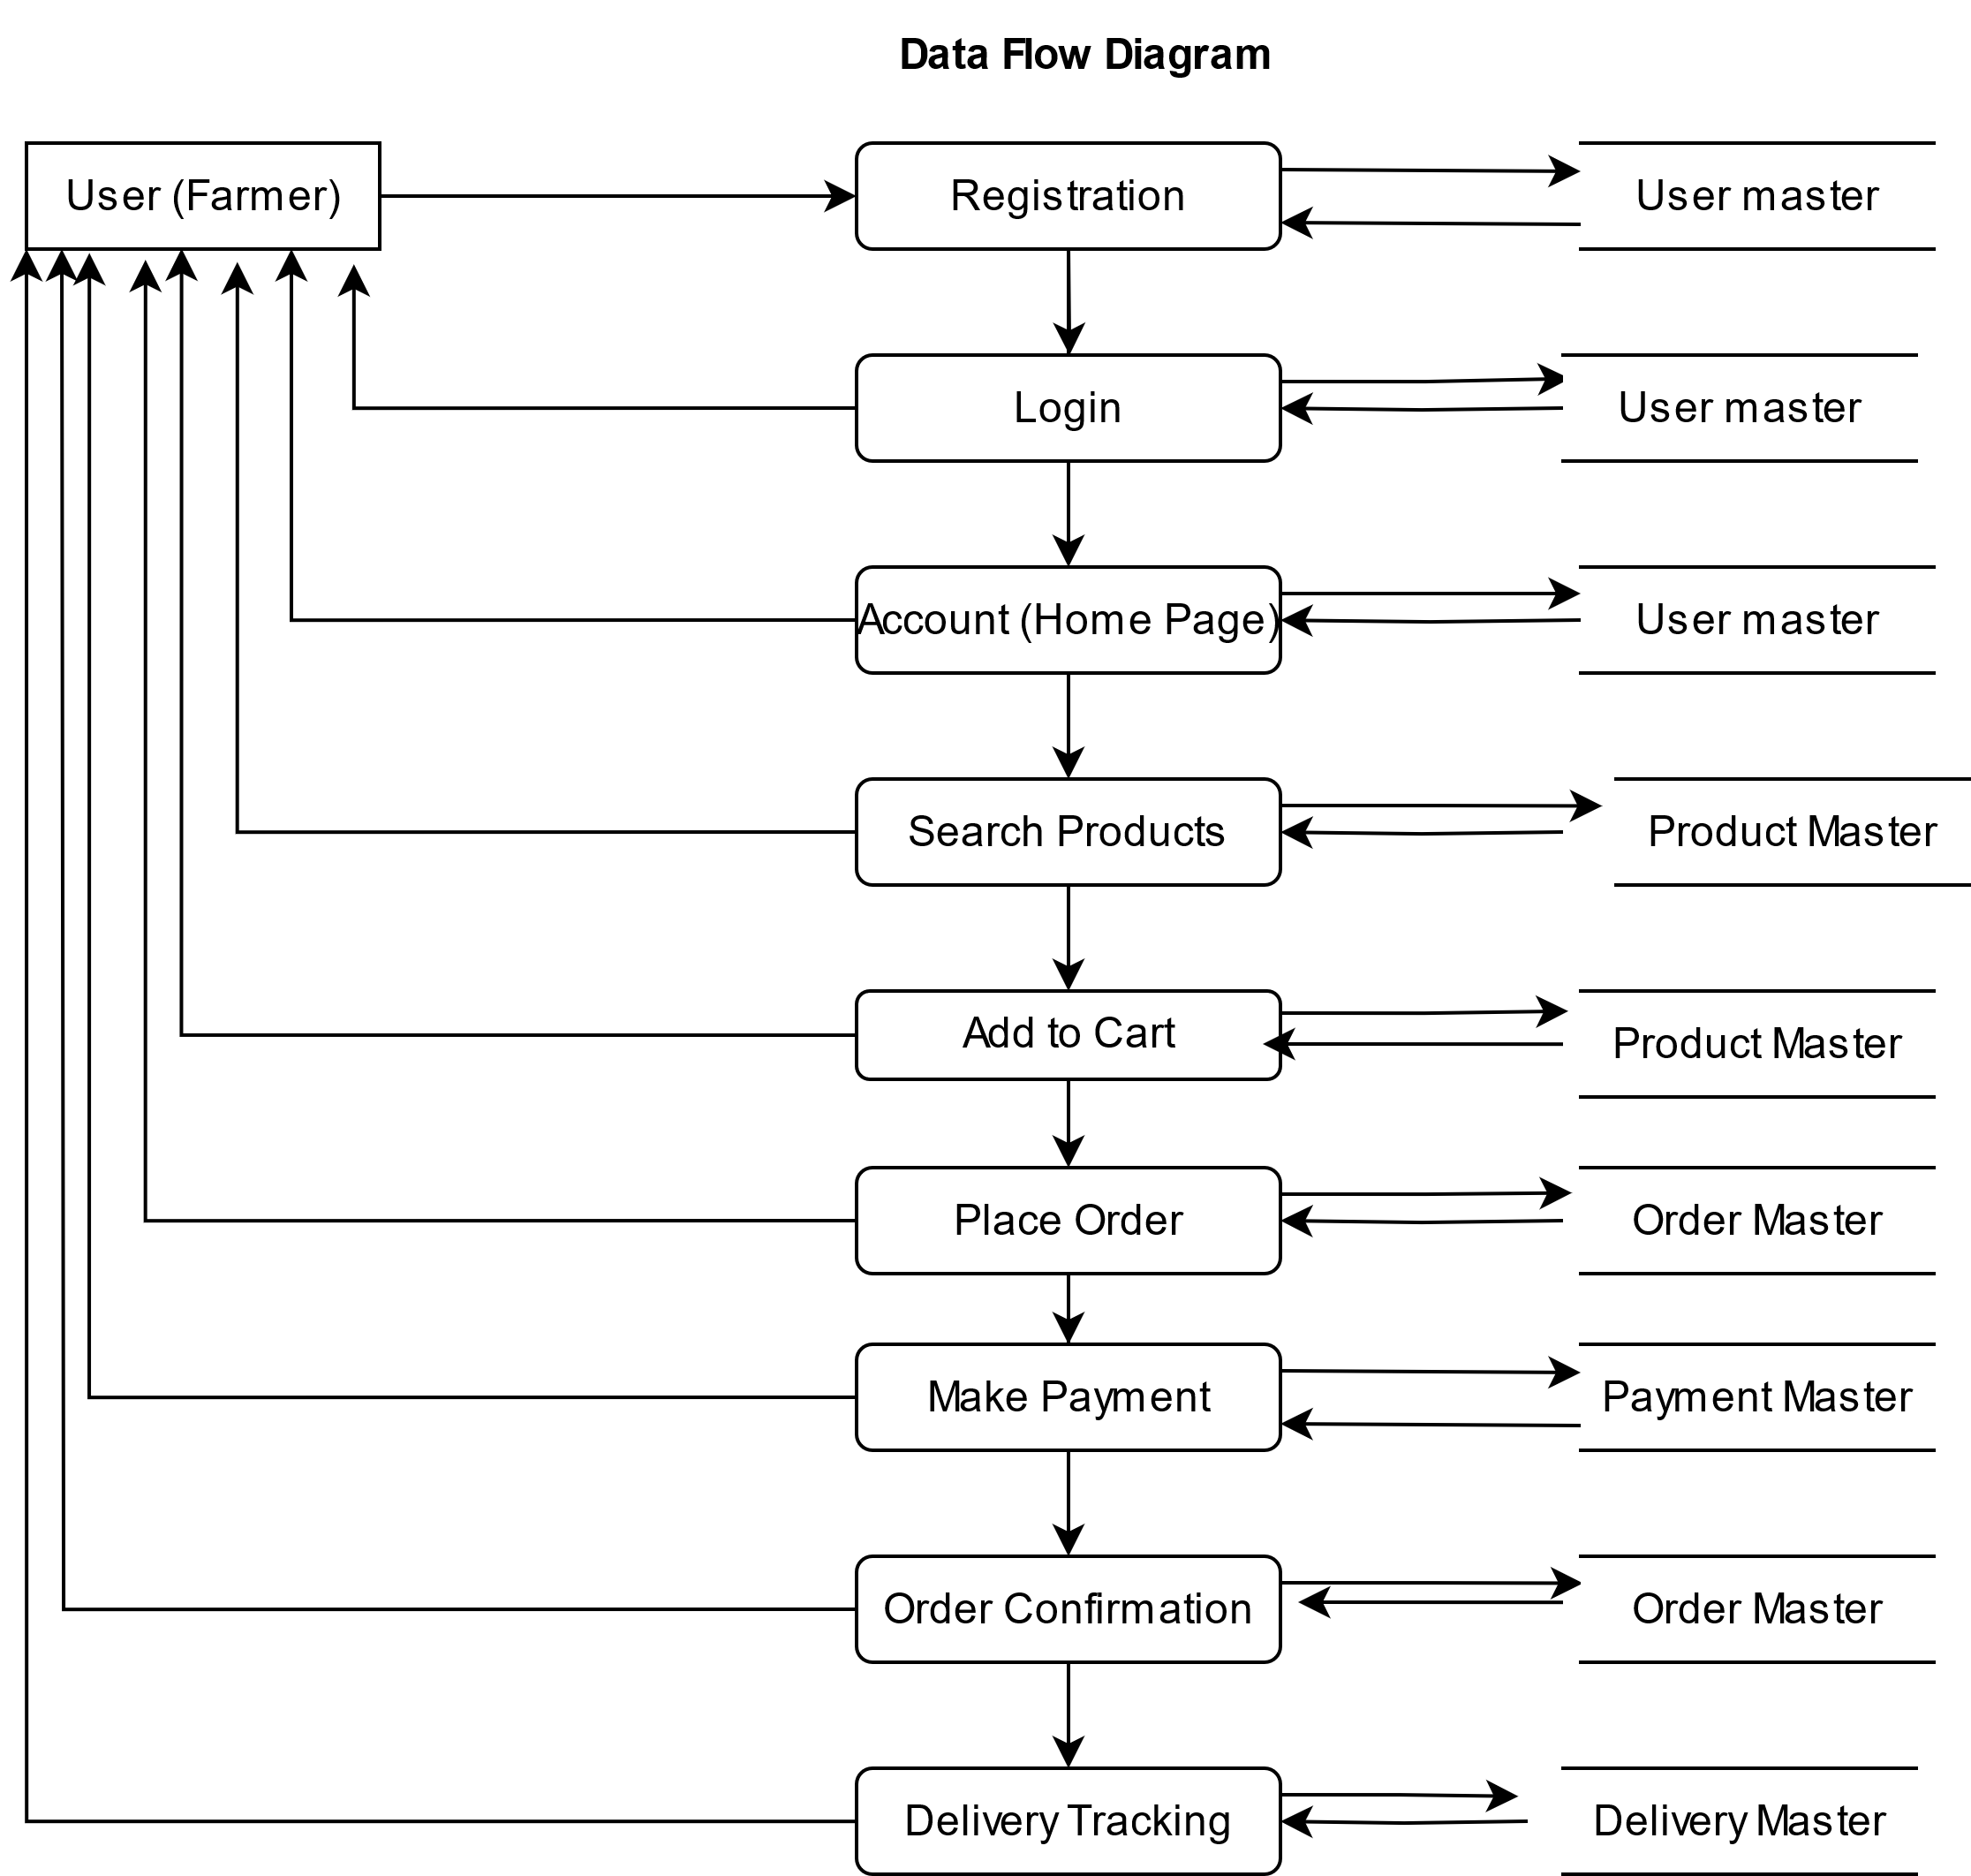 Data Flow Diagram
User (Farmer)
Registration
User master
Login
User master
Account (Home Page)
User master
Search Products
Product Master
Add to Cart
Product Master
Place Order
Order Master
Make Payment
Payment Master
Order Confirmation
Order Master
Delivery Tracking
Delivery Master